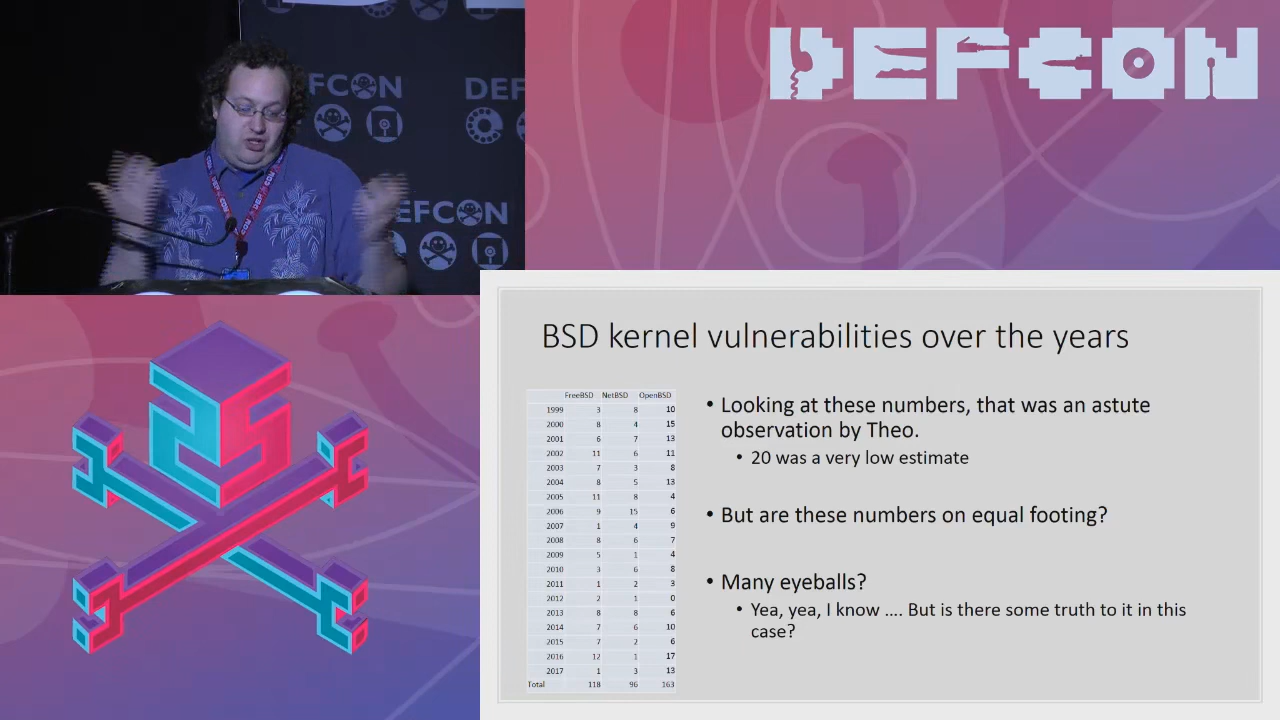 DEFCON
DEFCON
DEF
DEFCON
DEFCON
BSD kernel vulnerabilities over the years
FreeBSD NetBSD OpenBSD
1999 3 8 10
2000 8 4 15
2001 6 7 13
2002 11 6 11
2003 7 3 8
2004 8 5 13
2005 11 8 4
2006 9 15 6
2007 1 4 9
2008 8 6 7
2009 5 1 4
2010 3 6 8
2011 1 2 3
2012 2 1 0
2013 8 8 6
2014 7 6 10
2015 7 2 6
2016 12 1 17
2017 1 3 13
Total 118 96 163
• Looking at these numbers, that was an astute
observation by Theo.
• 20 was a very low estimate
• But are these numbers on equal footing?
• Many eyeballs?
• Yea, yea, I know .... But is there some truth to it in this
case?